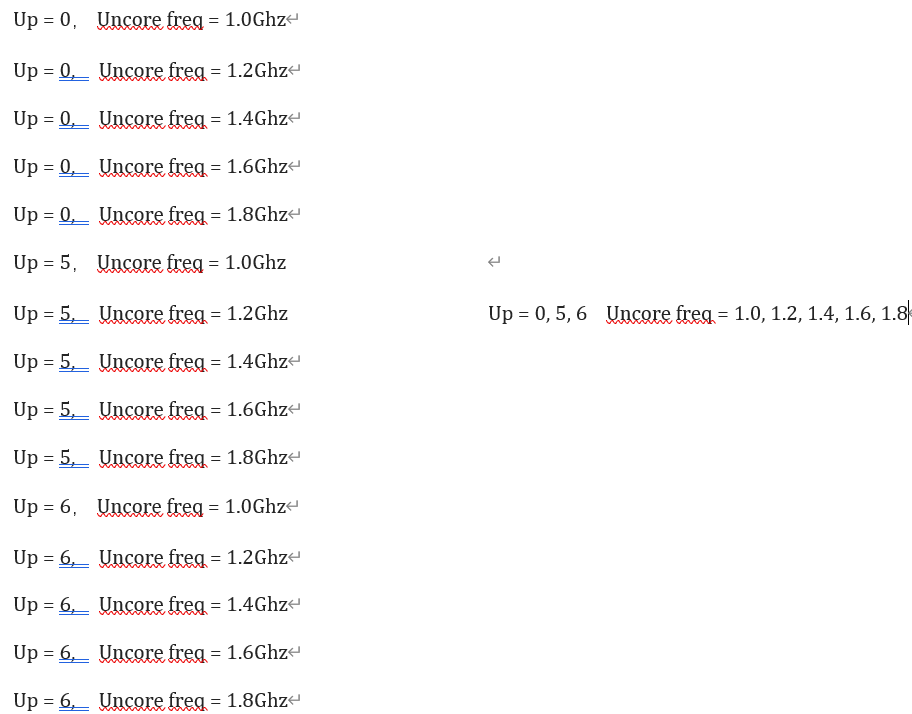 Up = 0, Uncore freq = 1.0Ghz
Up = 0, Uncore freq = 1.2Ghz
Up = 0, Uncore freq = 1.4Ghz
Up = 0, Uncore freq = 1.6Ghz
Up = 0, Uncore freq = 1.8Ghz
Up = 5, Uncore freq = 1.0Ghz
Up = 5, Uncore freq = 1.2Ghz Up = 0, 5, 6 Uncore freq = 1.0, 1.2, 1.4, 1.6, 1.8
Up = 5, Uncore freq = 1.4Ghz
Up = 5, Uncore freq = 1.6Ghz
Up = 5, Uncore freq = 1.8Ghz
Up = 6, Uncore freq = 1.0Ghz
Up = 6, Uncore freq = 1.2Ghz
Up = 6, Uncore freq = 1.4Ghz
Up = 6, Uncore freq = 1.6Ghz
Up = 6, Uncore freq = 1.8Ghz